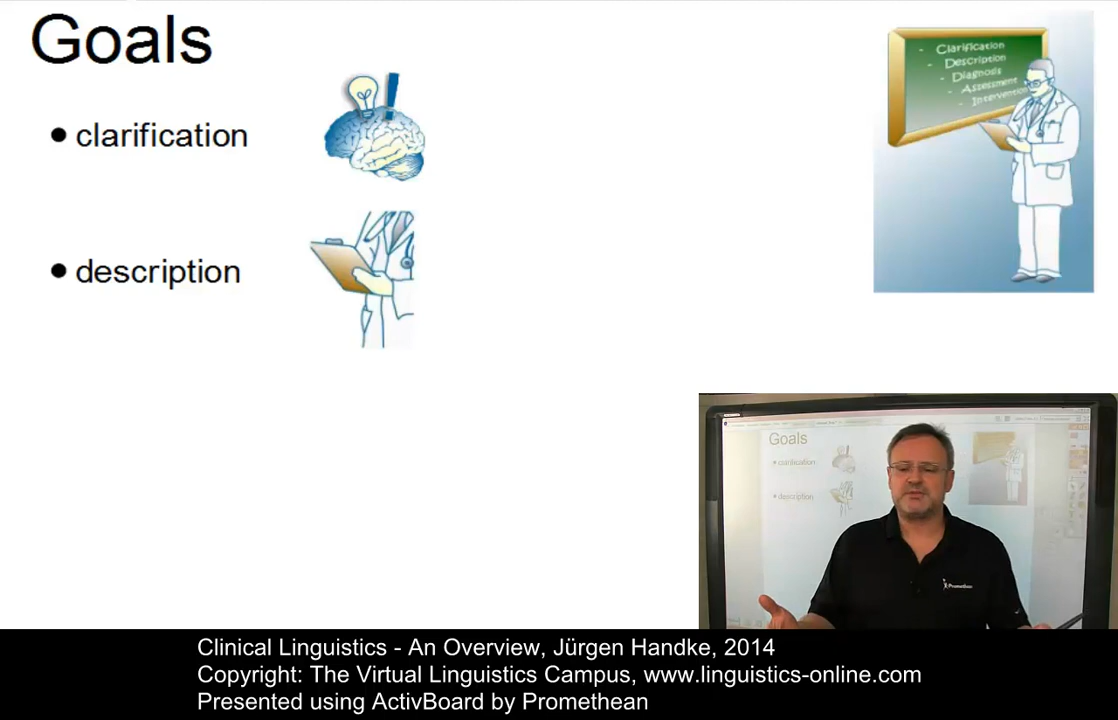 Goals
• clarification
• description
- Clarification
- Description
- Diagnosis
- Assessment
- Intervention
Goals
• clarification
• description
Promethean
Clinical Linguistics - An Overview, Jürgen Handke, 2014
Copyright: The Virtual Linguistics Campus, www.linguistics-online.com
Presented using ActivBoard by Promethean